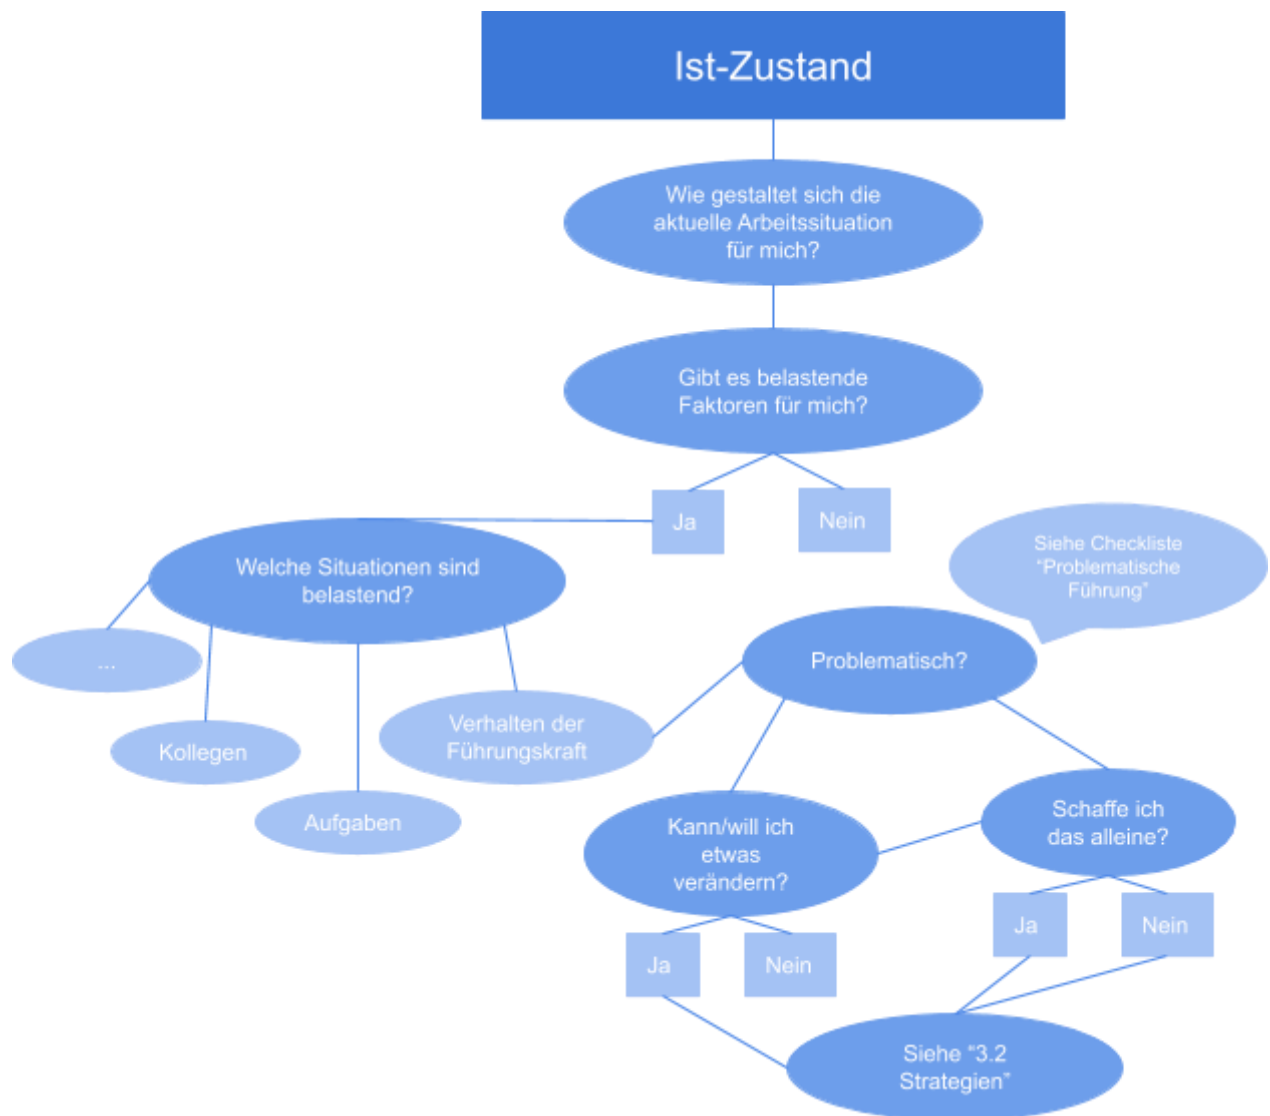 Ist-Zustand
Wie gestaltet sich die
aktuelle Arbeitssituation
für mich?
Gibt es belastende
Faktoren für mich?
Ja
Nein
Welche Situationen sind
belastend?
Siehe Checkliste
“Problematische
Führung”
...
Kollegen
Aufgaben
Verhalten der
Führungskraft
Problematisch?
Kann/will ich
etwas
verändern?
Schaffe ich
das alleine?
Ja
Nein
Ja
Nein
Siehe “3.2
Strategien”